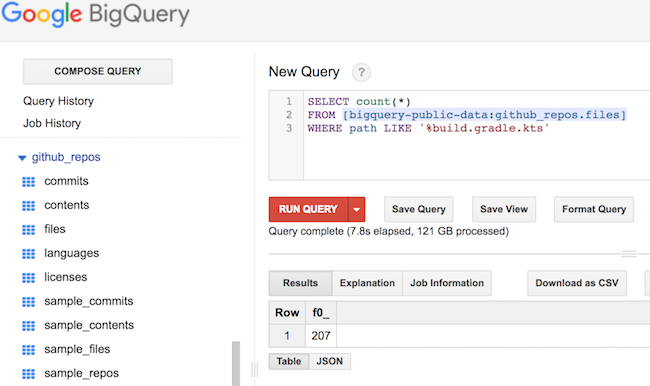 Google BigQuery
COMPOSE QUERY
Query History
Job History
github_repos
commits
contents
files
languages
licenses
sample_commits
sample_contents
sample_files
sample_repos
New Query ?
1 SELECT count(*)
2 FROM [bigquery-public-data:github_repos.files]
3 WHERE path LIKE '%build.gradle.kts'
RUN QUERY Save Query Save View Format Query
Query complete (7.8s elapsed, 121 GB processed)
Results Explanation Job Information Download as CSV
Row f0_
1 207
Table JSON